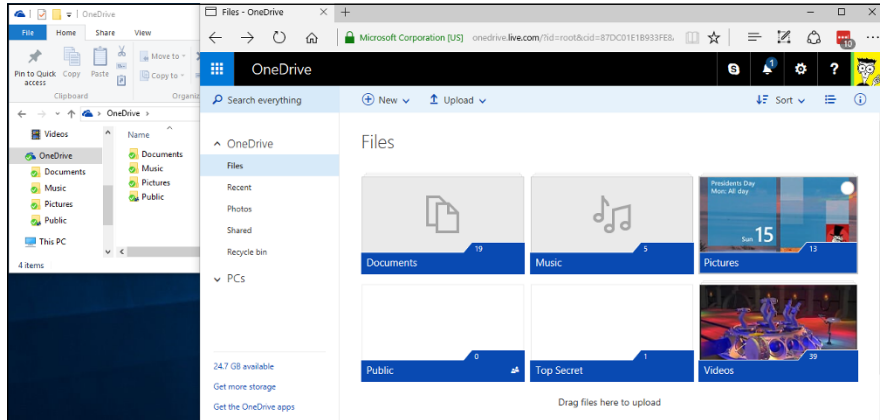 OneDrive
File Home Share View
Pin to Quick access
Copy
Paste
Move to
Copy to
Clipboard
Organi
OneDrive
Videos
OneDrive
Documents
Music
Pictures
Public
This PC
Name
Documents
Music
Pictures
Public
4 items
Files - OneDrive
Microsoft Corporation [US] onedrive.live.com/?id=root&cid=87DC01E1B933FE8
10
OneDrive
1
?
Search everything
New
Upload
Sort
OneDrive
Files
Recent
Photos
Shared
Recycle bin
PCs
24.7 GB available
Get more storage
Get the OneDrive apps
Files
19
Documents
5
Music
Presidents Day
Mon: All day
Sun 15
13
Pictures
0
Public
1
Top Secret
39
Videos
Drag files here to upload